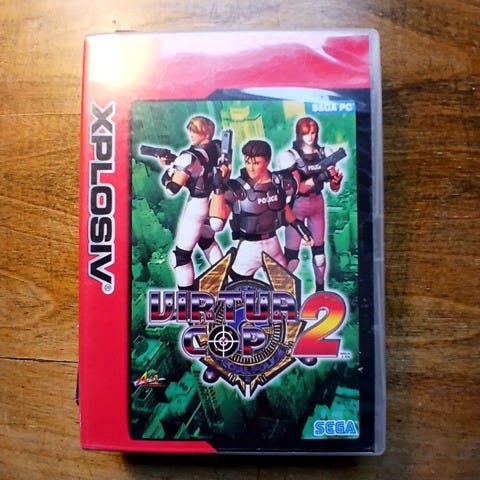 XPLOSIV®
SEGA PC
POLICE
POLICE
VIRTUA
COP 2
SEGA